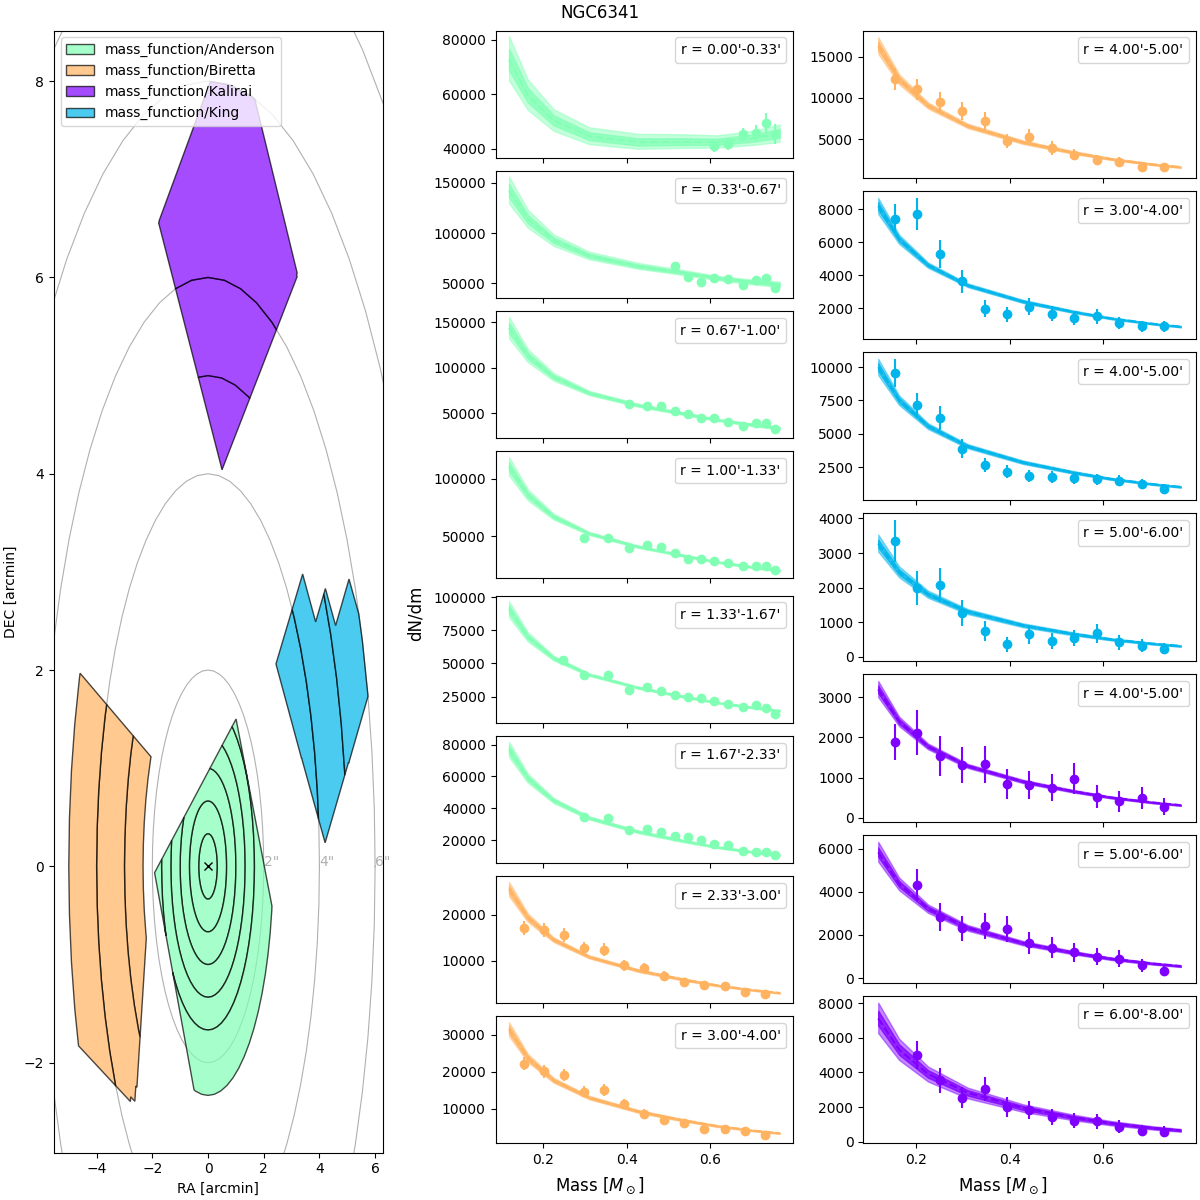 NGC6341
mass_function/Anderson
mass_function/Biretta
mass_function/Kalirai
mass_function/King
8
6
4
2
0
−2
DEC [arcmin]
2"
4"
6"
−4
−2
0
2
4
6
RA [arcmin]
dN/dm
r = 0.00'-0.33'
80000
60000
40000
r = 0.33'-0.67'
150000
100000
50000
r = 0.67'-1.00'
150000
100000
50000
r = 1.00'-1.33'
100000
50000
r = 1.33'-1.67'
100000
75000
50000
25000
r = 1.67'-2.33'
80000
60000
40000
20000
r = 2.33'-3.00'
20000
10000
r = 3.00'-4.00'
30000
20000
10000
0.2
0.4
0.6
Mass [M_⊙]
r = 4.00'-5.00'
15000
10000
5000
r = 3.00'-4.00'
8000
6000
4000
2000
r = 4.00'-5.00'
10000
7500
5000
2500
r = 5.00'-6.00'
4000
3000
2000
1000
0
r = 4.00'-5.00'
3000
2000
1000
0
r = 5.00'-6.00'
6000
4000
2000
0
r = 6.00'-8.00'
8000
6000
4000
2000
0
0.2
0.4
0.6
Mass [M_⊙]